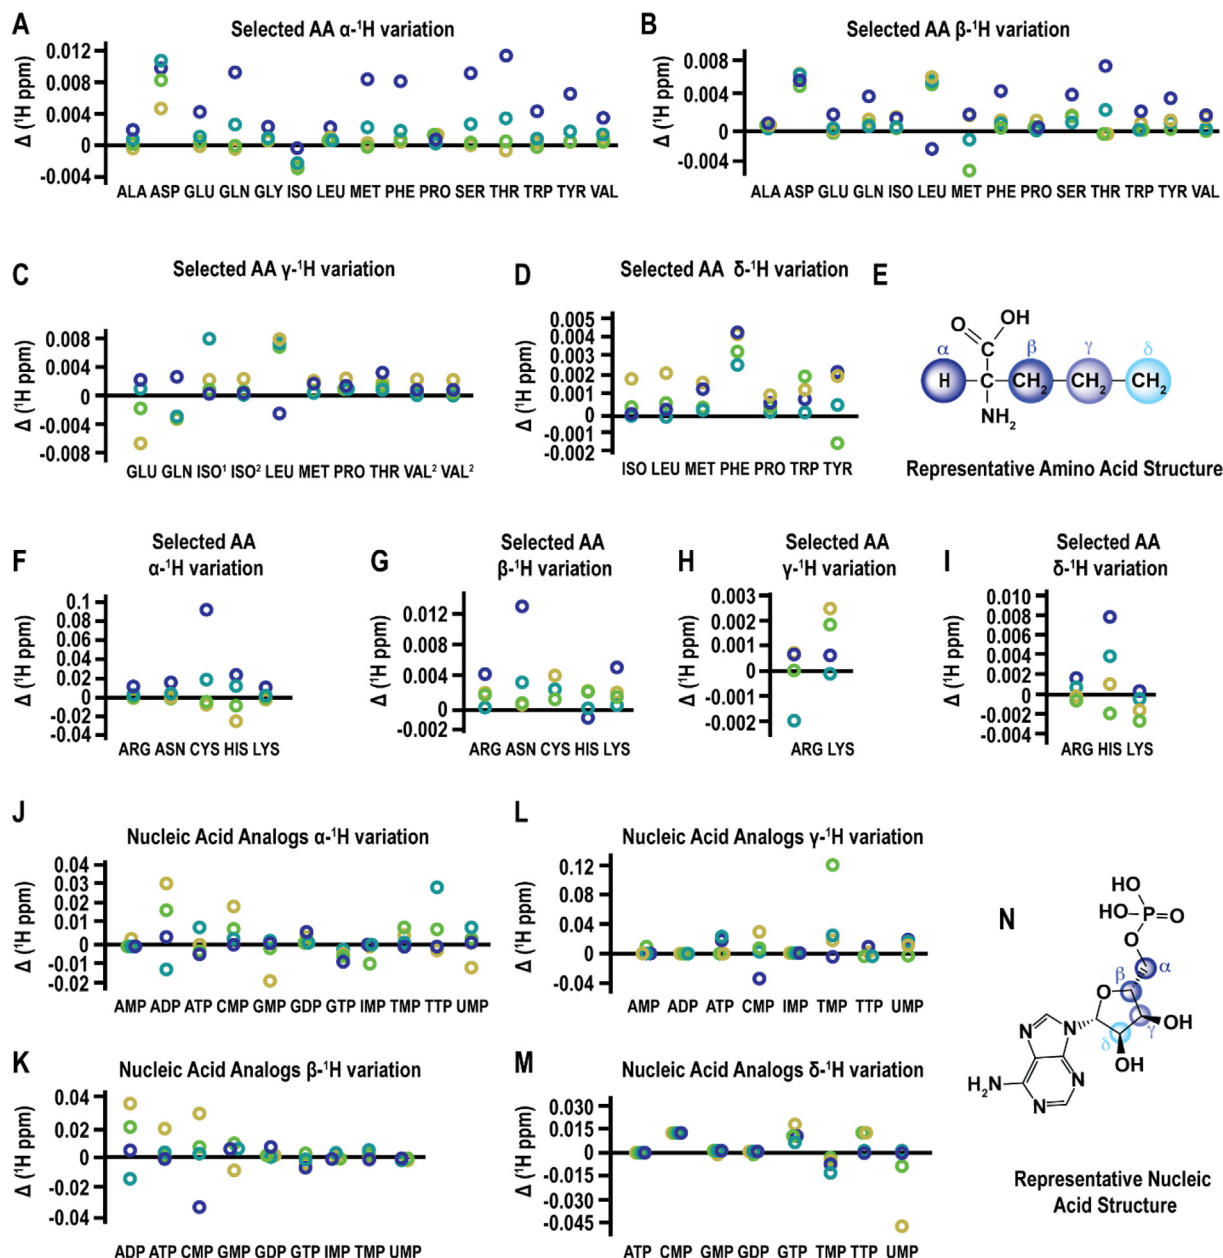 A
Selected AA α-¹H variation
Δ (¹H ppm)
0.012
0.008
0.004
0
-0.004
ALA ASP GLU GLN GLY ISO LEU MET PHE PRO SER THR TRP TYR VAL
B
Selected AA β-¹H variation
Δ (¹H ppm)
0.008
0.004
0
-0.004
ALA ASP GLU GLN ISO LEU MET PHE PRO SER THR TRP TYR VAL
C
Selected AA γ-¹H variation
Δ (¹H ppm)
0.008
0.004
0
-0.004
-0.008
GLU GLN ISO¹ ISO² LEU MET PRO THR VAL² VAL²
D
Selected AA δ-¹H variation
Δ (¹H ppm)
0.005
0.004
0.003
0.002
0.001
0
-0.001
-0.002
ISO LEU MET PHE PRO TRP TYR
E
O
OH
α
C
β
γ
δ
H C CH₂ CH₂ CH₂
NH₂
Representative Amino Acid Structure
F
Selected AA
α-¹H variation
Δ (¹H ppm)
0.1
0.08
0.06
0.04
0.02
0
-0.02
-0.04
ARG ASN CYS HIS LYS
G
Selected AA
β-¹H variation
Δ (¹H ppm)
0.012
0.008
0.004
0
-0.002
ARG ASN CYS HIS LYS
H
Selected AA
γ-¹H variation
Δ (¹H ppm)
0.003
0.002
0.001
0
-0.001
-0.002
ARG LYS
I
Selected AA
δ-¹H variation
Δ (¹H ppm)
0.010
0.008
0.006
0.004
0.002
0
-0.002
-0.004
ARG HIS LYS
J
Nucleic Acid Analogs α-¹H variation
Δ (¹H ppm)
0.04
0.03
0.02
0.01
0
-0.01
-0.02
AMP ADP ATP CMP GMP GDP GTP IMP TMP TTP UMP
L
Nucleic Acid Analogs γ-¹H variation
Δ (¹H ppm)
0.12
0.08
0.04
0
-0.04
AMP ADP ATP CMP IMP TMP TTP UMP
K
Nucleic Acid Analogs β-¹H variation
Δ (¹H ppm)
0.04
0.02
0
-0.02
-0.04
ADP ATP CMP GMP GDP GTP IMP TMP UMP
M
Nucleic Acid Analogs δ-¹H variation
Δ (¹H ppm)
0.030
0.015
0
-0.015
-0.030
-0.045
ATP CMP GMP GDP GTP TMP TTP UMP
N
HO
HO P O
O
β α
O
N N γ OH
δ
OH
H₂N N N
Representative Nucleic
Acid Structure